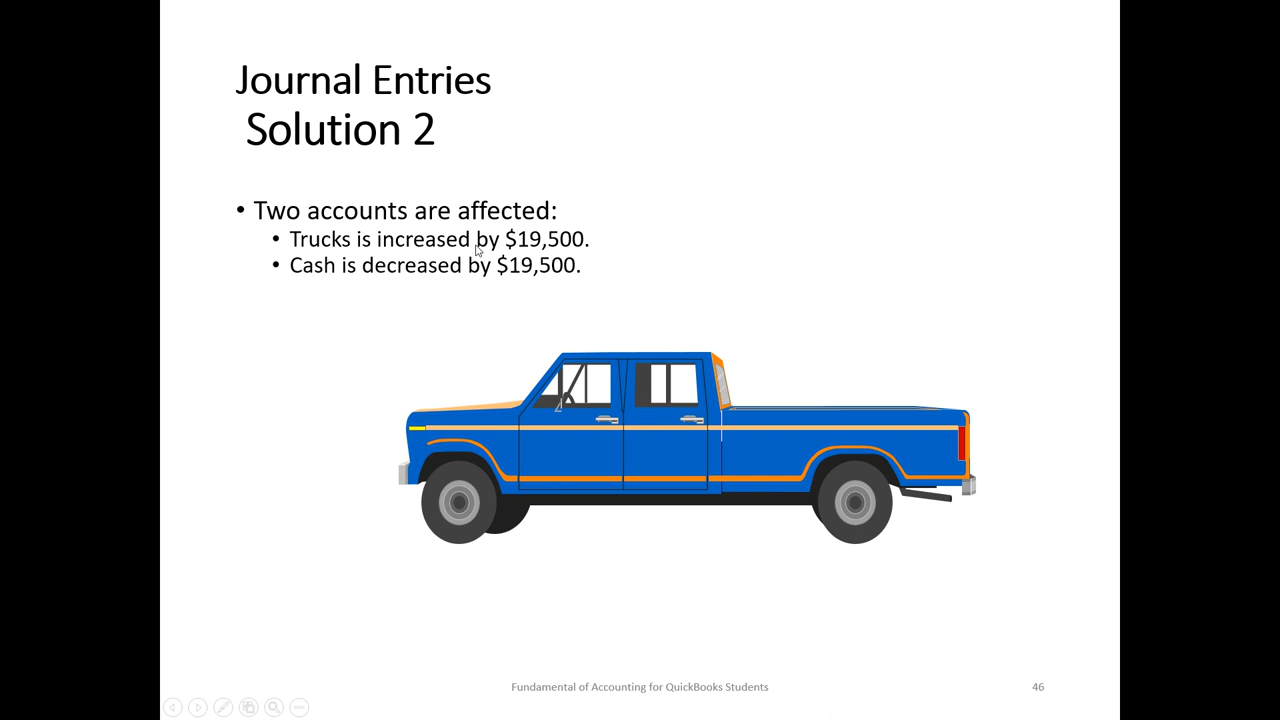 Journal Entries
Solution 2
• Two accounts are affected:
• Trucks is increased by $19,500.
• Cash is decreased by $19,500.
Fundamental of Accounting for QuickBooks Students
46